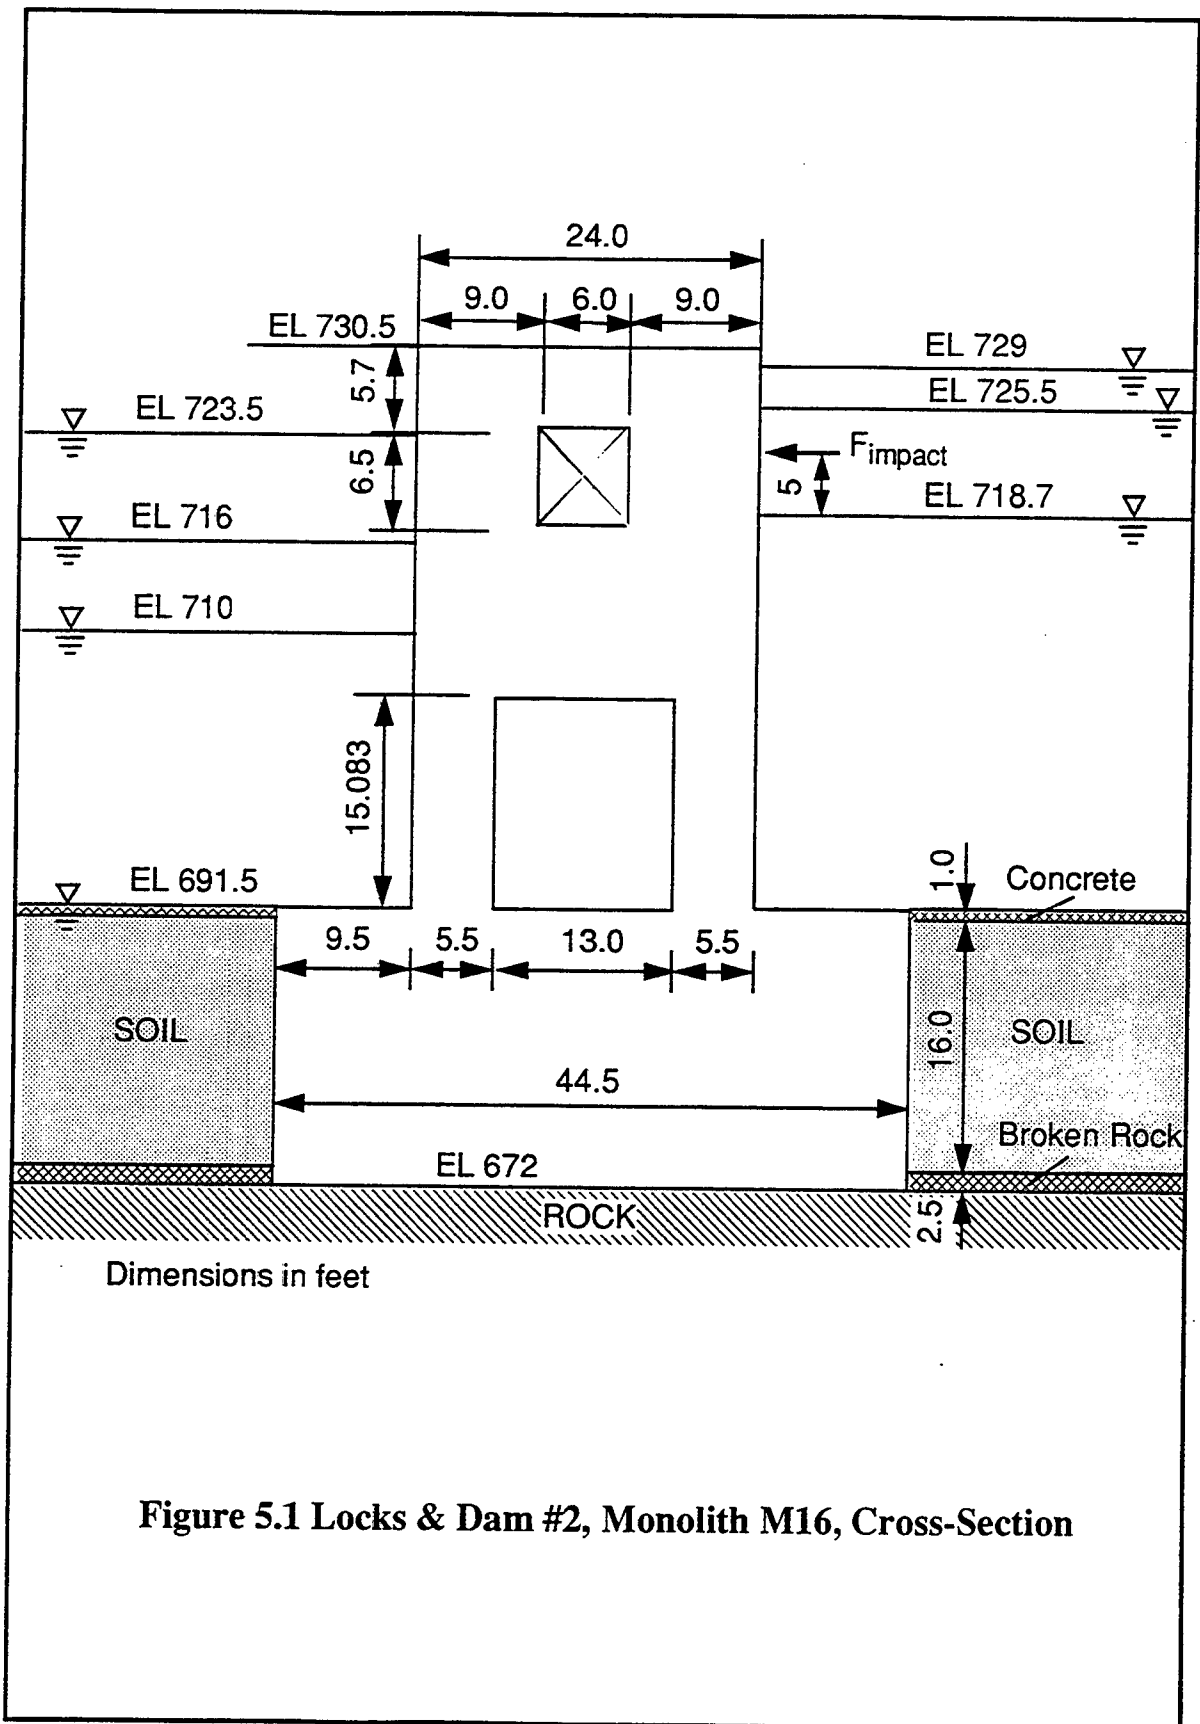 24.0
9.0 6.0 9.0
EL 730.5
EL 729
5.7
EL 725.5
EL 723.5
Fimpact
6.5
5
EL 718.7
EL 716
EL 710
15.083
EL 691.5
1.0
Concrete
9.5 5.5 13.0 5.5
SOIL
16.0
SOIL
44.5
Broken Rock
EL 672
ROCK
2.5
Dimensions in feet
Figure 5.1 Locks & Dam #2, Monolith M16, Cross-Section